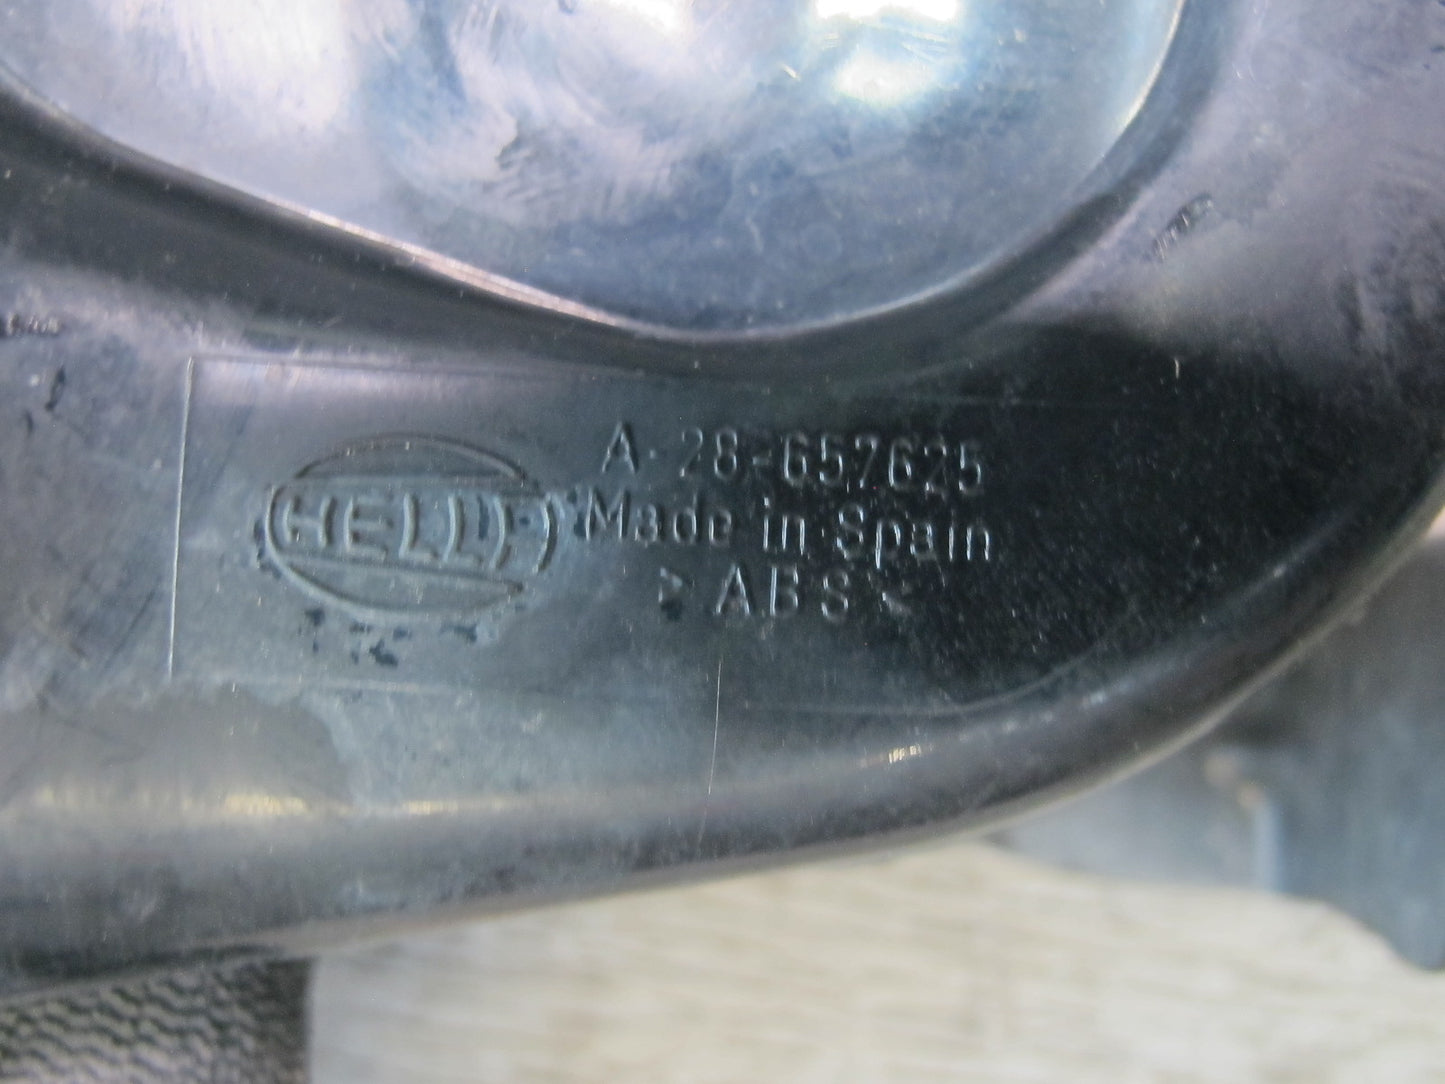 HELLA
A-28-657625
Made in Spain
>ABS<